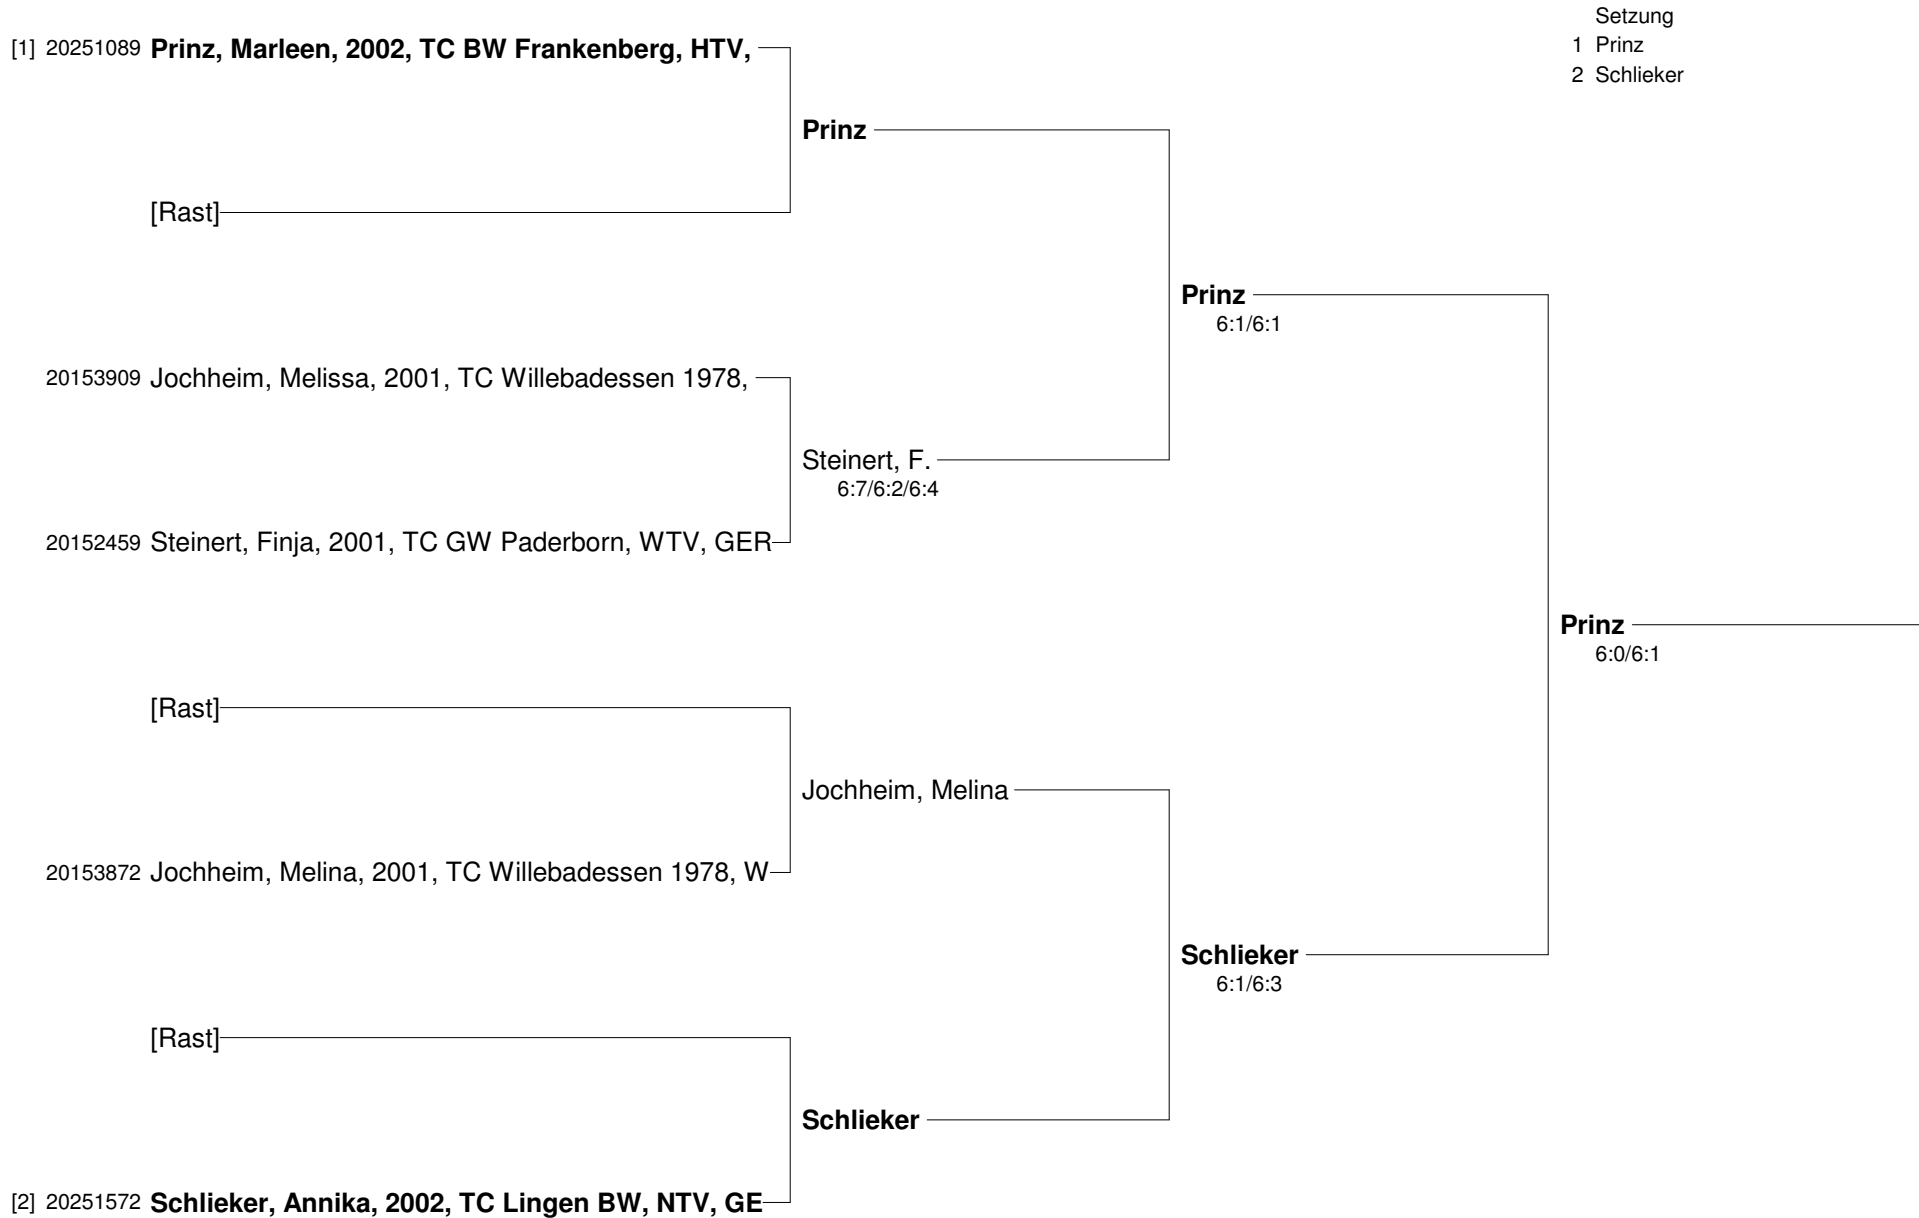 Setzung
1 Prinz
2 Schlieker
[1] 20251089 Prinz, Marleen, 2002, TC BW Frankenberg, HTV,
Prinz
[Rast]
Prinz
6:1/6:1
20153909 Jochheim, Melissa, 2001, TC Willebadessen 1978,
Steinert, F.
6:7/6:2/6:4
20152459 Steinert, Finja, 2001, TC GW Paderborn, WTV, GER
Prinz
6:0/6:1
[Rast]
Jochheim, Melina
20153872 Jochheim, Melina, 2001, TC Willebadessen 1978, W
Schlieker
6:1/6:3
[Rast]
Schlieker
[2] 20251572 Schlieker, Annika, 2002, TC Lingen BW, NTV, GE